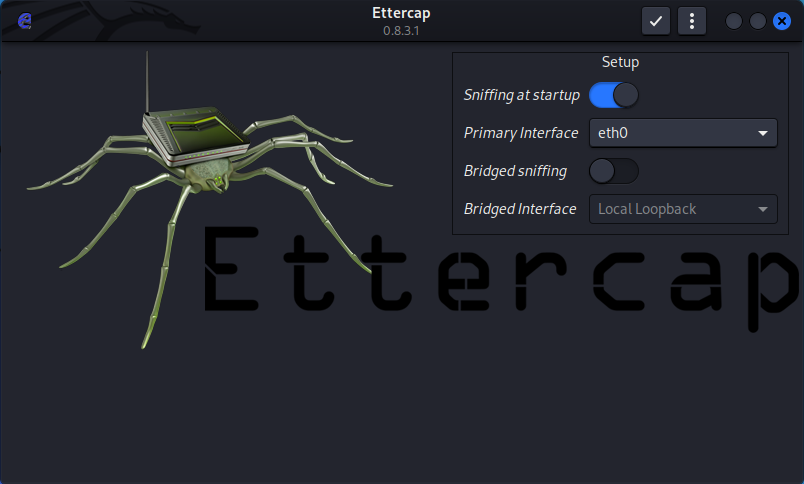 Ettercap
0.8.3.1
Setup
Sniffing at startup
Primary Interface eth0
Bridged sniffing
Bridged Interface Local Loopback
Ettercap